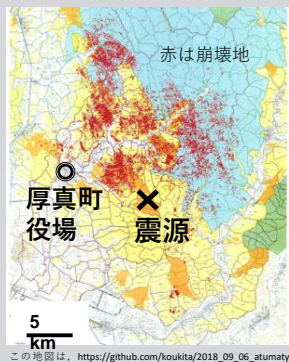 赤は崩壊地
◎
厚真町
役場
×
震源
5
km
この地図は，https://github.com/koukita/2018_09_06_atumaty